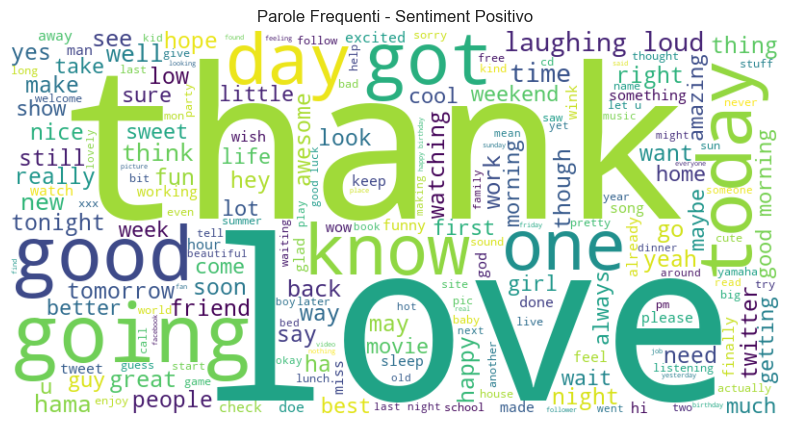 Parole Frequenti - Sentiment Positivo
away kid found feeling follow excited sorry
yes man see hope day got laughing loud thing
long last give looking help free cd thought stuff
take well low thank bad kind time right name never
make sure little cool weekend wink let u said
welcome party mon something amazing
show sweet wish awesome look saw music
nice lovely happy birthday mean yet might sun
still think life good luck watching work morning sunday want today
really picture keep though home everyone
watch bit fun hey place family
new xxx working making year someone
tonight even lot play wow book funny first song maybe good morning
week tell summer glad waiting friday pretty cute
good hour beautiful know sound god one already go
find come dinner yeah around yamaha
tomorrow fan soon back site girl always read try
better world friend boy later hot pic done pm big
going call facebook say bed way may baby next live please twitter getting
tweet guess start video real love finally
u guy great game okay nothing movie happy another feel need
hama people ha miss sleep wait job listening
lunch old house night yesterday actually
enjoy check doe best last night school made follower went hi two birthday much